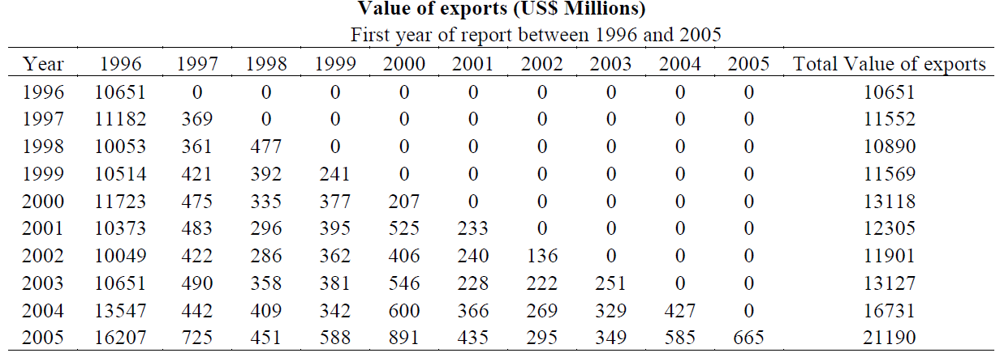 Value of exports (US$ Millions)
First year of report between 1996 and 2005
Year 1996 1997 1998 1999 2000 2001 2002 2003 2004 2005 Total Value of exports
1996 10651 0 0 0 0 0 0 0 0 0 10651
1997 11182 369 0 0 0 0 0 0 0 0 11552
1998 10053 361 477 0 0 0 0 0 0 0 10890
1999 10514 421 392 241 0 0 0 0 0 0 11569
2000 11723 475 335 377 207 0 0 0 0 0 13118
2001 10373 483 296 395 525 233 0 0 0 0 12305
2002 10049 422 286 362 406 240 136 0 0 0 11901
2003 10651 490 358 381 546 228 222 251 0 0 13127
2004 13547 442 409 342 600 366 269 329 427 0 16731
2005 16207 725 451 588 891 435 295 349 585 665 21190